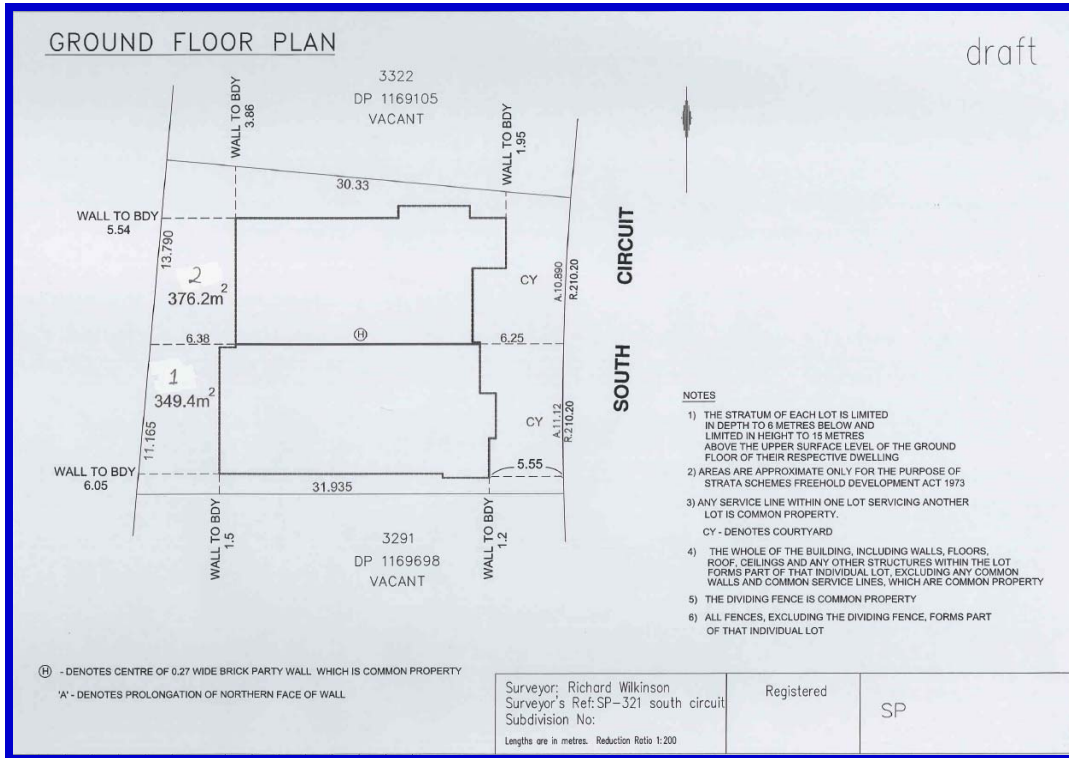 GROUND FLOOR PLAN
draft
3322
DP 1169105
VACANT
WALL TO BDY
3.86
WALL TO BDY
1.95
30.33
WALL TO BDY
5.54
13.790
2
376.2m²
CY
A.10.890
R.210.20
SOUTH CIRCUIT
6.38
H
6.25
1
349.4m²
11.165
CY
A.11.12
R.210.20
5.55
WALL TO BDY
6.05
31.935
WALL TO BDY
1.5
WALL TO BDY
1.2
3291
DP 1169698
VACANT
NOTES
1) THE STRATUM OF EACH LOT IS LIMITED
IN DEPTH TO 6 METRES BELOW AND
LIMITED IN HEIGHT TO 15 METRES
ABOVE THE UPPER SURFACE LEVEL OF THE GROUND
FLOOR OF THEIR RESPECTIVE DWELLING
2) AREAS ARE APPROXIMATE ONLY FOR THE PURPOSE OF
STRATA SCHEMES FREEHOLD DEVELOPMENT ACT 1973
3) ANY SERVICE LINE WITHIN ONE LOT SERVICING ANOTHER
LOT IS COMMON PROPERTY.
CY - DENOTES COURTYARD
4) THE WHOLE OF THE BUILDING, INCLUDING WALLS, FLOORS,
ROOF, CEILINGS AND ANY OTHER STRUCTURES WITHIN THE LOT
FORMS PART OF THAT INDIVIDUAL LOT, EXCLUDING ANY COMMON
WALLS AND COMMON SERVICE LINES, WHICH ARE COMMON PROPERTY
5) THE DIVIDING FENCE IS COMMON PROPERTY
6) ALL FENCES, EXCLUDING THE DIVIDING FENCE, FORMS PART
OF THAT INDIVIDUAL LOT
H - DENOTES CENTRE OF 0.27 WIDE BRICK PARTY WALL WHICH IS COMMON PROPERTY
'A' - DENOTES PROLONGATION OF NORTHERN FACE OF WALL
Surveyor: Richard Wilkinson
Surveyor's Ref: SP-321 south circuit
Subdivision No:
Lengths are in metres. Reduction Ratio 1:200
Registered
SP